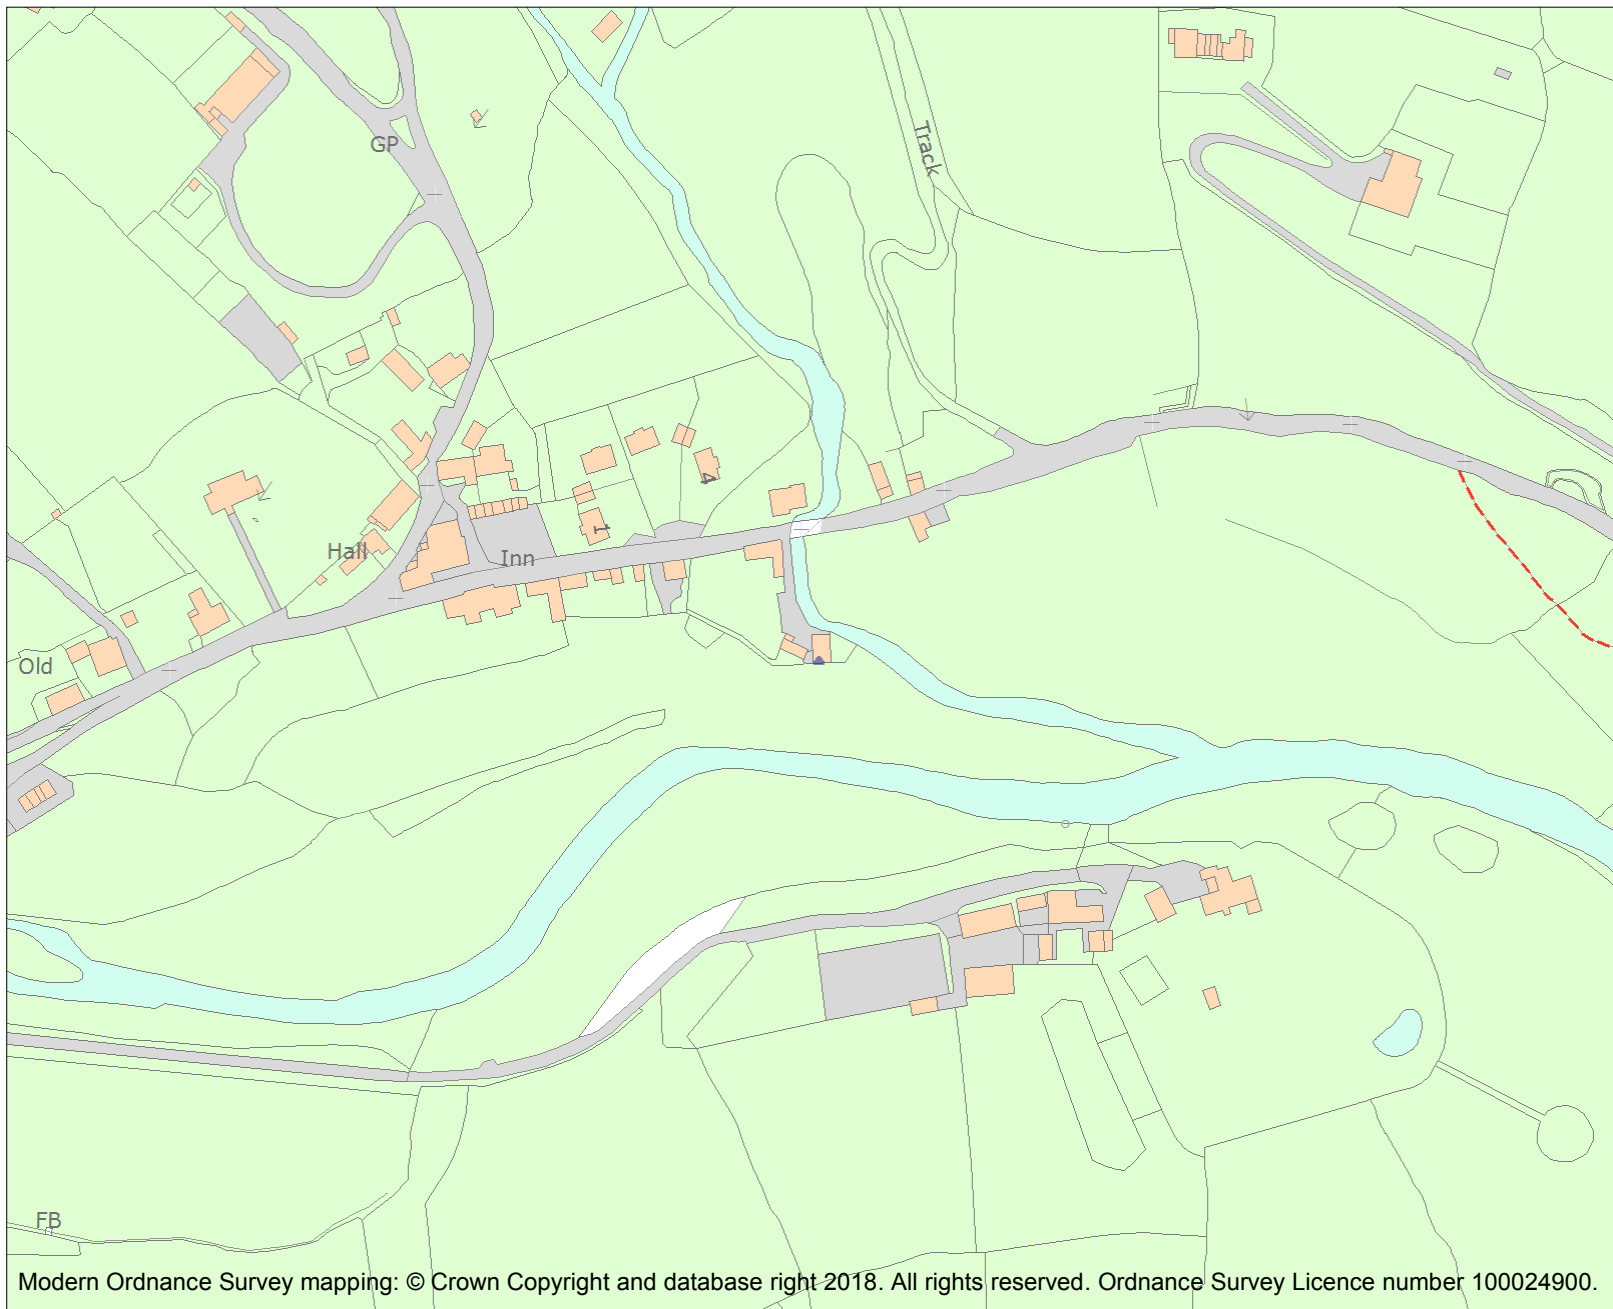 Track
GP
4
1
Hall
Inn
Old
FB
Modern Ordnance Survey mapping: © Crown Copyright and database right 2018. All rights reserved. Ordnance Survey Licence number 100024900.